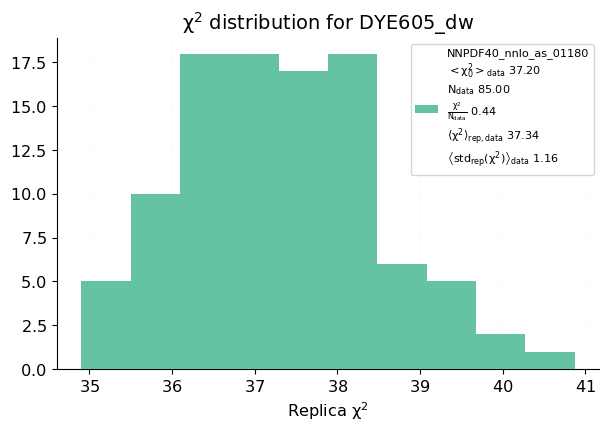 χ² distribution for DYE605_dw
NNPDF40_nnlo_as_01180
< χ₀² >data 37.20
Ndata 85.00
χ²/Ndata 0.44
⟨χ²⟩rep,data 37.34
⟨stdrep(χ²)⟩data 1.16
17.5
15.0
12.5
10.0
7.5
5.0
2.5
0.0
35 36 37 38 39 40 41
Replica χ²